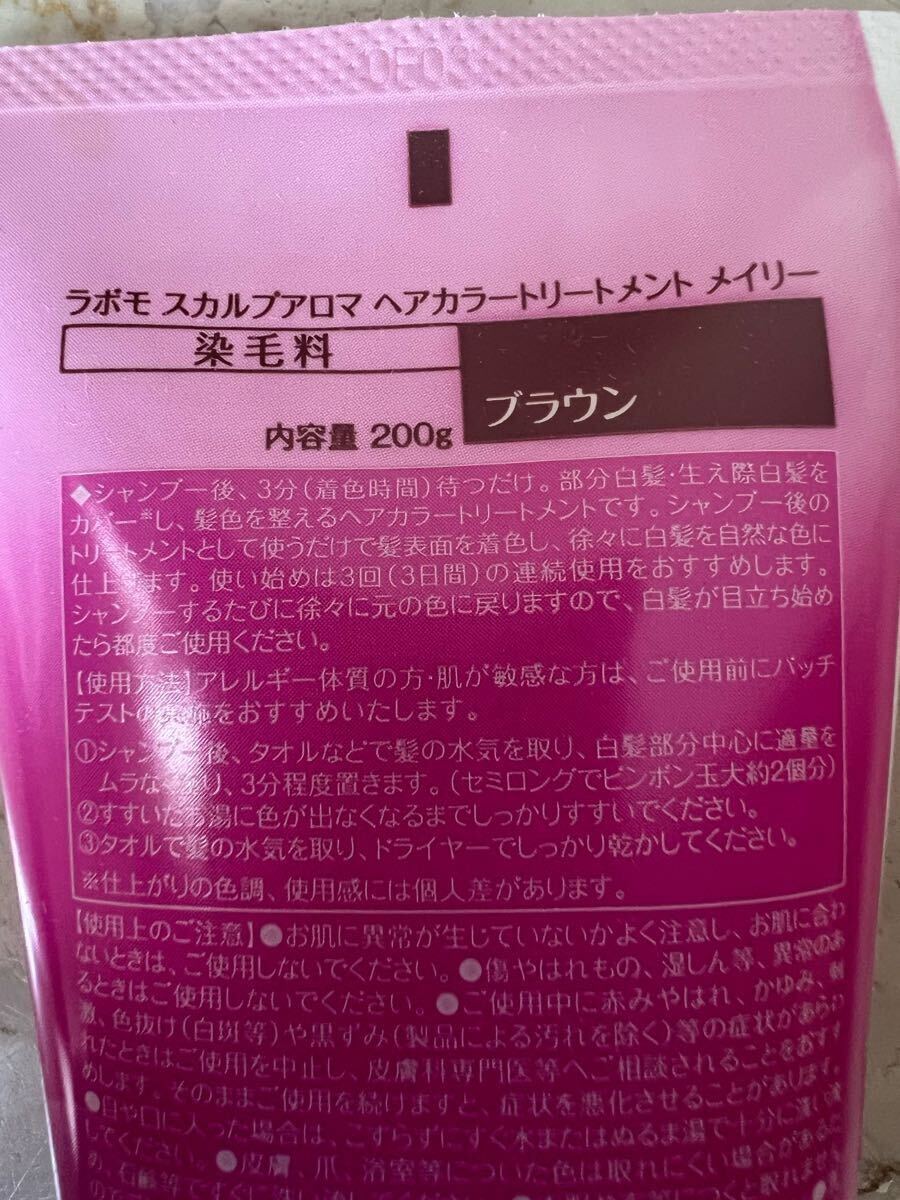 0F03
ラボモ スカルプアロマ ヘアカラートリートメント メイリー
染毛料
ブラウン
内容量 200g
◆シャンプー後、3分(着色時間)待つだけ。部分白髪・生え際白髪を
カバー※し、髪色を整えるヘアカラートリートメントです。シャンプー後の
トリートメントとして使うだけで髪表面を着色し、徐々に白髪を自然な色に
仕上げます。使い始めは3回(3日間)の連続使用をおすすめします。
シャンプーするたびに徐々に元の色に戻りますので、白髪が目立ち始め
たら都度ご使用ください。
【使用方法】アレルギー体質の方・肌が敏感な方は、ご使用前にパッチ
テストの実施をおすすめいたします。
①シャンプー後、タオルなどで髪の水気を取り、白髪部分中心に適量を
ムラなく塗り、3分程度置きます。(セミロングでピンポン玉大約2個分)
②すすいだお湯に色が出なくなるまでしっかりすすいでください。
③タオルで髪の水気を取り、ドライヤーでしっかり乾かしてください。
※仕上がりの色調、使用感には個人差があります。
【使用上のご注意】●お肌に異常が生じていないかよく注意し、お肌に合わ
ないときは、ご使用しないでください。●傷やはれもの、湿しん等、異常のあ
るときはご使用しないでください。●ご使用中に赤みやはれ、かゆみ、刺
激、色抜け(白斑等)や黒ずみ(製品による汚れを除く)等の症状があらわ
れたときはご使用を中止し、皮膚科専門医等へご相談されることをおすす
めします。そのままご使用を続けますと、症状を悪化させることがあります。
●目や口に入った場合は、こすらずにすぐ水またはぬるま湯で十分に洗い流
してください。●皮膚、爪、浴室等についた色は取れにくい場合があるた
め、石鹸等ですぐに洗い流してください。